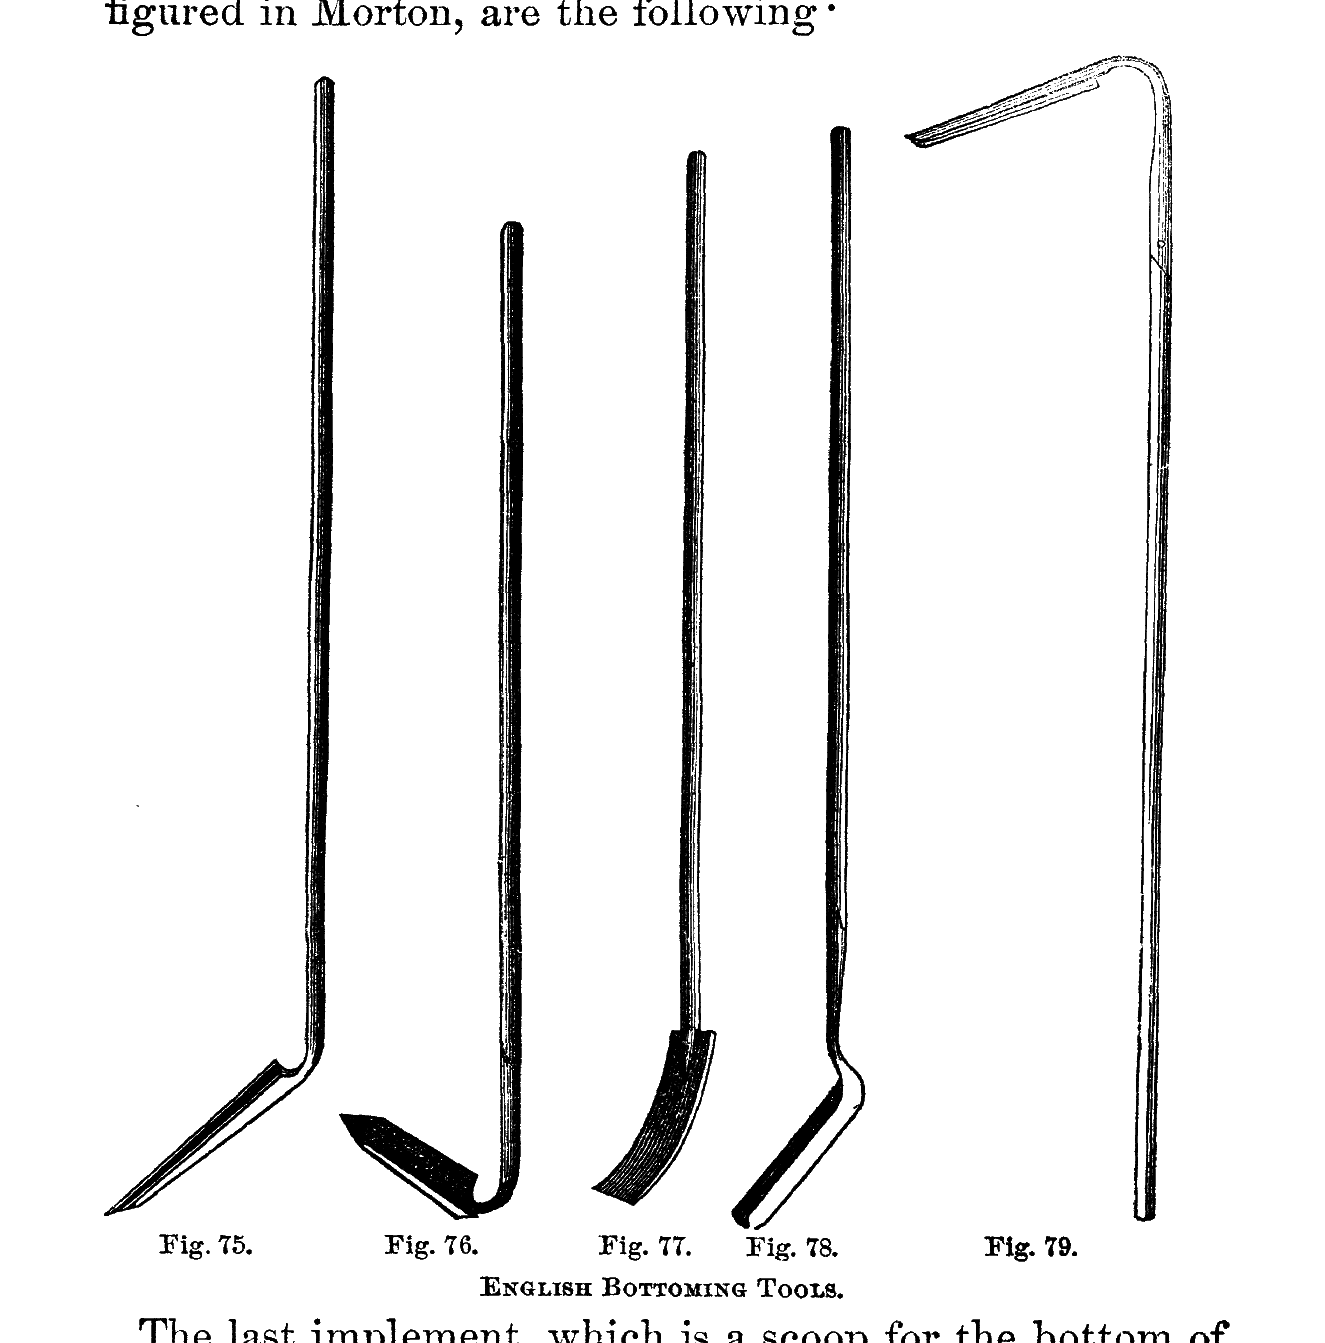 figured in Morton, are the following·
Fig. 75. Fig. 76. Fig. 77. Fig. 78. Fig. 79.
English Bottoming Tools.
The last implement, which is a scoop for the bottom of